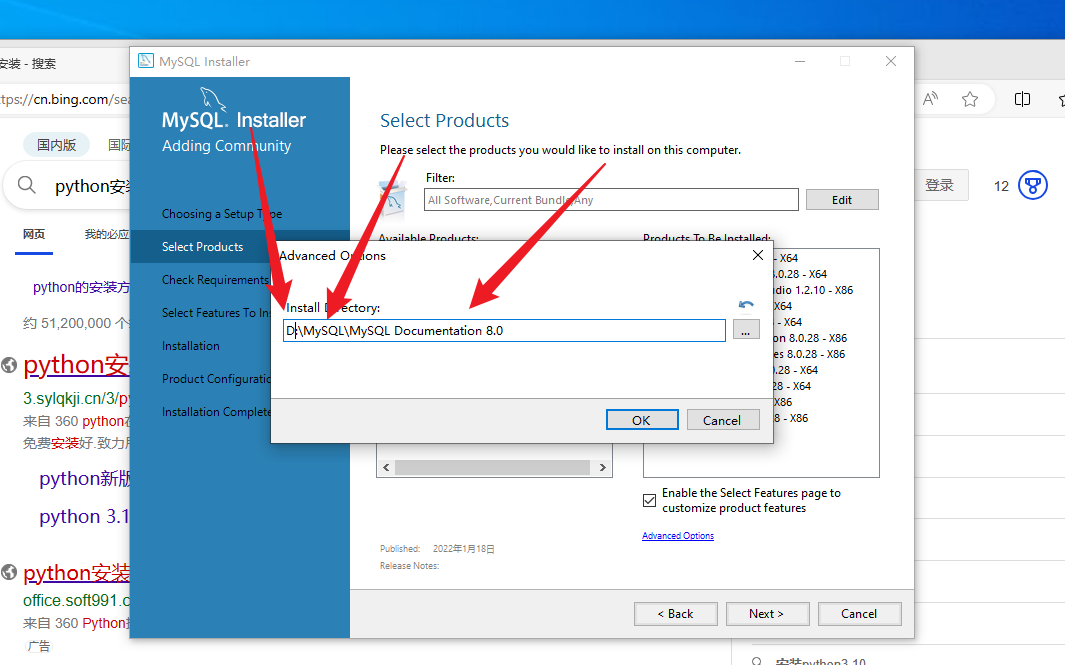 安装 - 搜索
MySQL Installer
https://cn.bing.com/sea
国内版
国际
python安装
登录
12
网页
我的必应
python的安装方
约 51,200,000 个
python安
3.sylqkji.cn/3/py
来自 360 python在
免费安装好.致力
python新版
python 3.1
python安装
office.soft991.c
来自 360 Python
广告
安装python3.10
MySQL. Installer
Adding Community
Choosing a Setup Type
Select Products
Check Requirements
Select Features To Ins
Installation
Product Configuratio
Installation Complete
Select Products
Please select the products you would like to install on this computer.
Filter:
All Software,Current Bundle,Any
Edit
Available Products:
Products To Be Installed:
- X64
8.0.28 - X64
dio 1.2.10 - X86
X64
- X64
on 8.0.28 - X64
es 8.0.28 - X86
0.28 - X64
28 - X64
X86
8 - X86
Advanced Options
Install Directory:
D:\MySQL\MySQL Documentation 8.0
...
OK
Cancel
Enable the Select Features page to
customize product features
Advanced Options
Published: 2022年1月18日
Release Notes:
< Back
Next >
Cancel